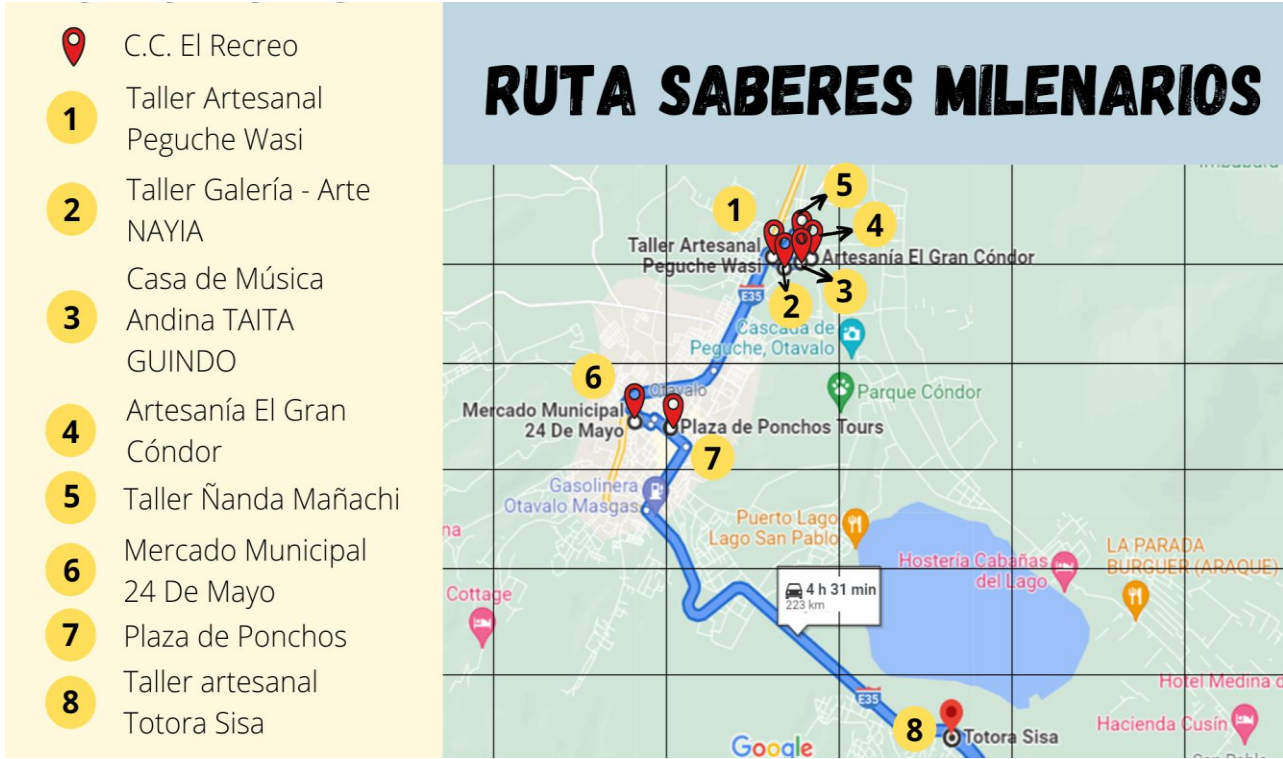 C.C. El Recreo
1
Taller Artesanal
Peguche Wasi
2
Taller Galería - Arte
NAYIA
3
Casa de Música
Andina TAITA
GUINDO
4
Artesanía El Gran
Cóndor
5
Taller Ñanda Mañachi
6
Mercado Municipal
24 De Mayo
7
Plaza de Ponchos
8
Taller artesanal
Totora Sisa
RUTA SABERES MILENARIOS
5
1
4
Taller Artesanal
Peguche Wasi
Artesanía El Gran Cóndor
E35
2
3
Cascada de
Peguche, Otavalo
6
Otavalo
Parque Cóndor
Mercado Municipal
24 De Mayo
Plaza de Ponchos Tours
7
Gasolinera
Otavalo Masgas
Puerto Lago
Lago San Pablo
Hostería Cabañas
del Lago
LA PARADA
BURGUER (ARAQUE)
4 h 31 min
223 km
Cottage
E35
Hotel Medina d
8
Totora Sisa
Hacienda Cusín
Google